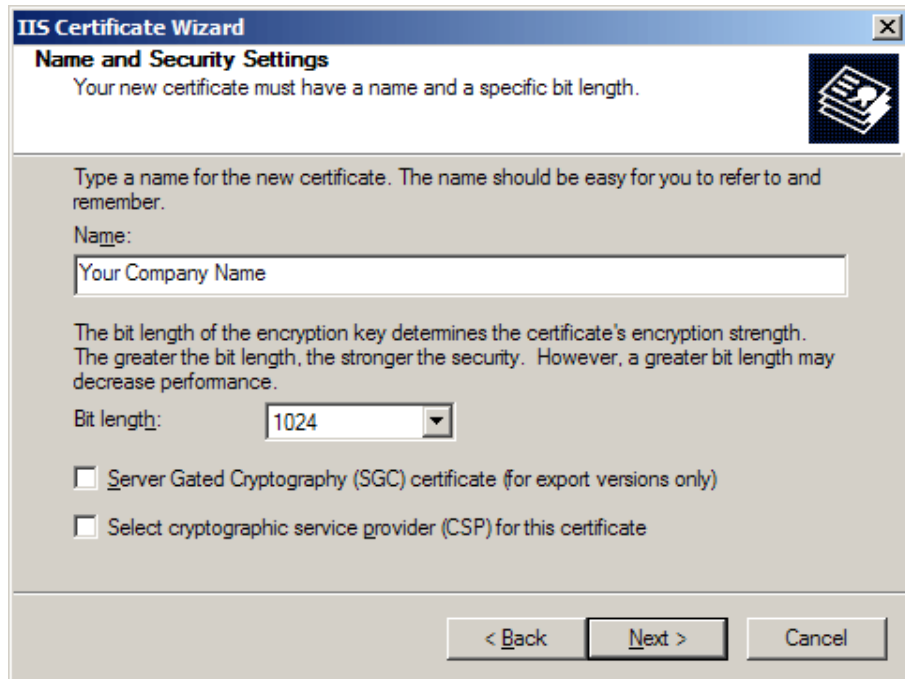 IIS Certificate Wizard
Name and Security Settings
Your new certificate must have a name and a specific bit length.
Type a name for the new certificate. The name should be easy for you to refer to and
remember.
Name:
Your Company Name
The bit length of the encryption key determines the certificate's encryption strength.
The greater the bit length, the stronger the security.  However, a greater bit length may
decrease performance.
Bit length:
1024
Server Gated Cryptography (SGC) certificate (for export versions only)
Select cryptographic service provider (CSP) for this certificate
< Back
Next >
Cancel